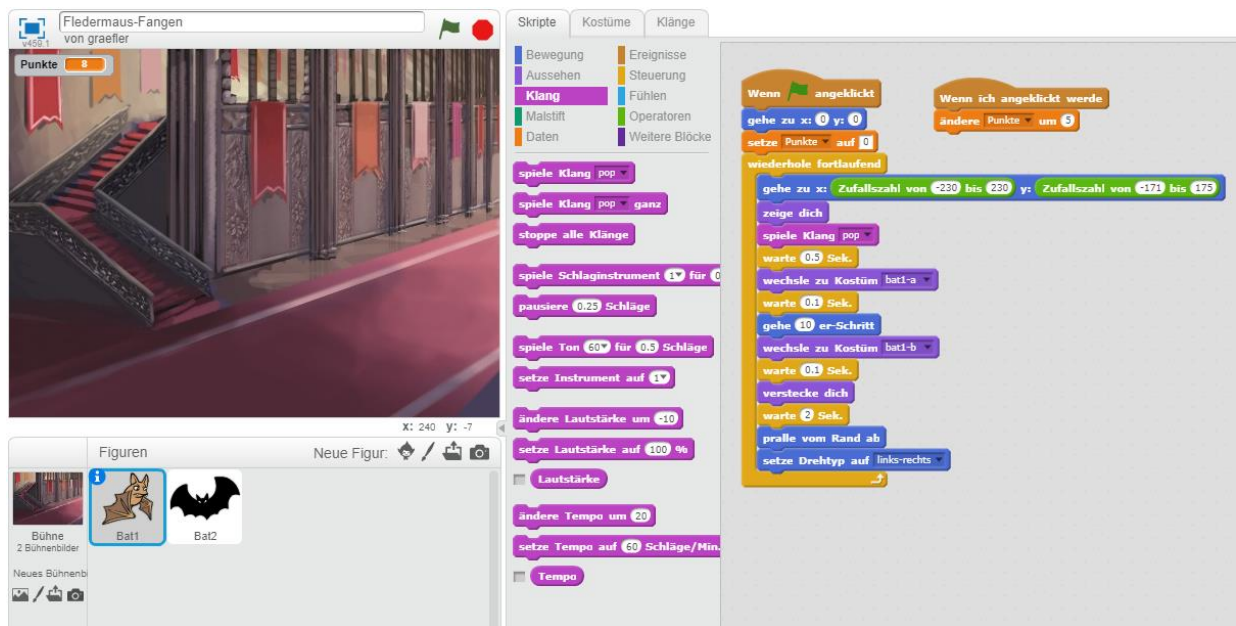 Fledermaus-Fangen
von graefler
v459.1
Punkte 8
X: 240 y: -7
Figuren
Neue Figur:
Bühne
2 Bühnenbilder
Bat1
Bat2
Neues Bühnenb
Skripte
Kostüme
Klänge
Bewegung
Ereignisse
Aussehen
Steuerung
Klang
Fühlen
Malstift
Operatoren
Daten
Weitere Blöcke
spiele Klang pop
spiele Klang pop ganz
stoppe alle Klänge
spiele Schlaginstrument 1 für 0
pausiere 0.25 Schläge
spiele Ton 60 für 0.5 Schläge
setze Instrument auf 1
ändere Lautstärke um -10
setze Lautstärke auf 100 %
Lautstärke
ändere Tempo um 20
setze Tempo auf 60 Schläge/Min.
Tempo
Wenn angeklickt
gehe zu x: 0 y: 0
setze Punkte auf 0
wiederhole fortlaufend
gehe zu x: Zufallszahl von -230 bis 230 y: Zufallszahl von -171 bis 175
zeige dich
spiele Klang pop
warte 0.5 Sek.
wechsle zu Kostüm bat1-a
warte 0.1 Sek.
gehe 10 er-Schritt
wechsle zu Kostüm bat1-b
warte 0.1 Sek.
verstecke dich
warte 2 Sek.
pralle vom Rand ab
setze Drehtyp auf links-rechts
Wenn ich angeklickt werde
ändere Punkte um 5